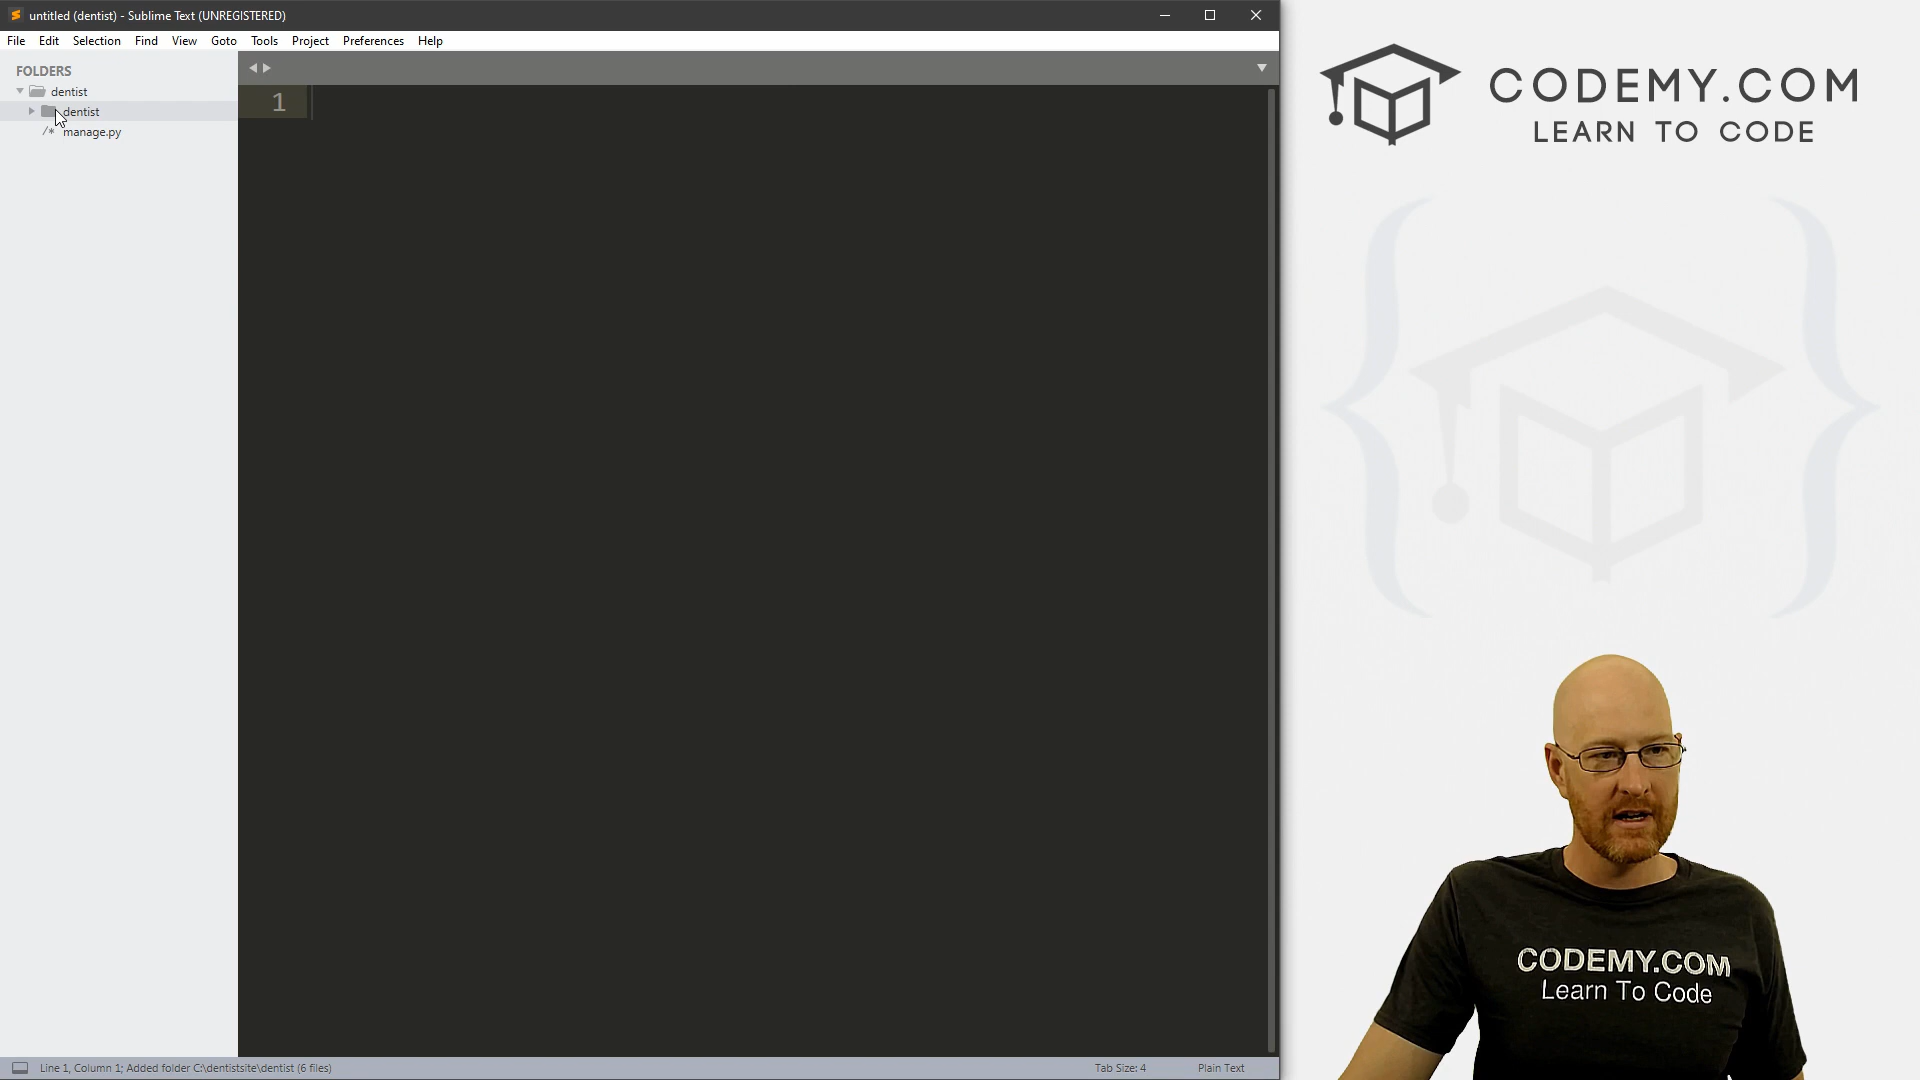 untitled (dentist) - Sublime Text (UNREGISTERED)
File Edit Selection Find View Goto Tools Project Preferences Help
FOLDERS
dentist
dentist
/* manage.py
1
Line 1, Column 1; Added folder C:\dentistsite\dentist (6 files)
Tab Size: 4
Plain Text
CODEMY.COM
LEARN TO CODE
CODEMY.COM
Learn To Code